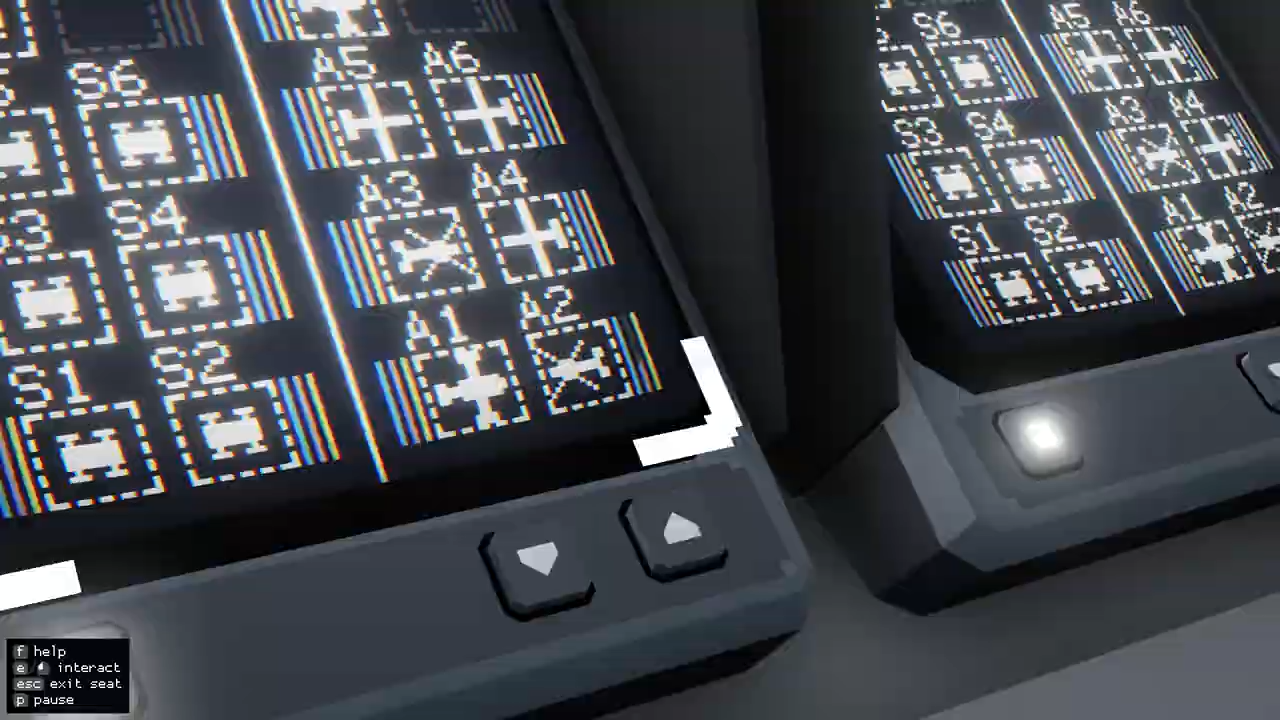 S6
A5 A6
S3 S4
A3 A4
S1 S2
A1 A2
S6
A5 A6
S3 S4
A3 A4
S1 S2
A1 A2
f help
e / interact
esc exit seat
p pause